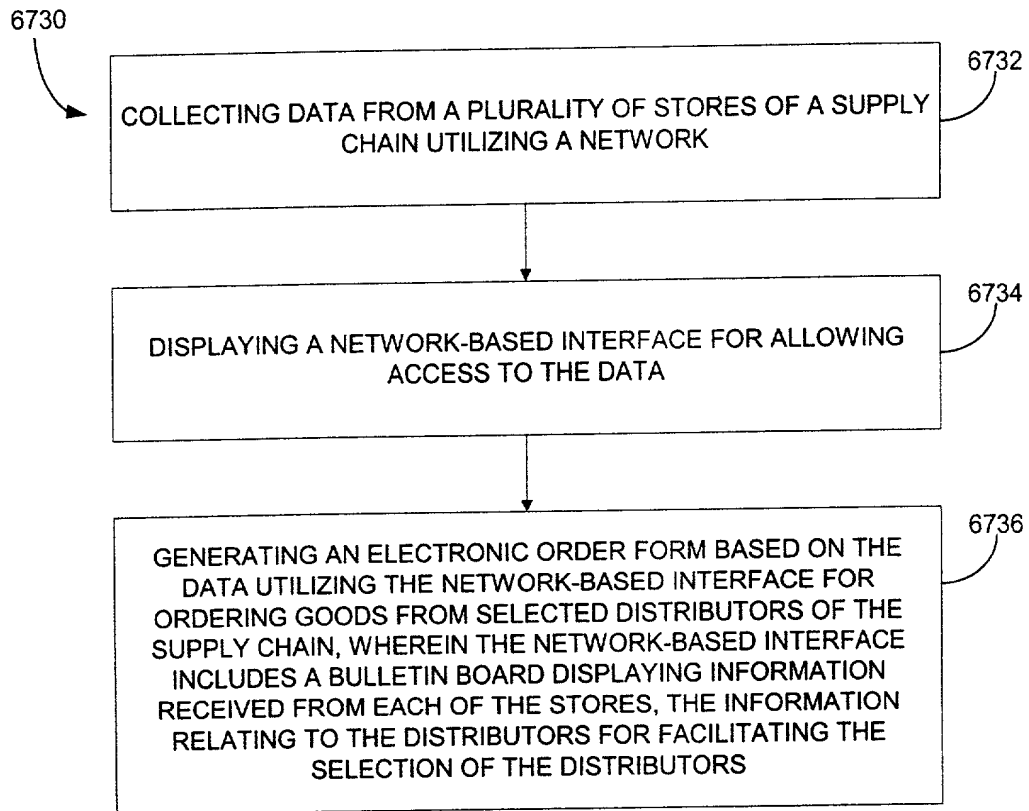 6730
6732
COLLECTING DATA FROM A PLURALITY OF STORES OF A SUPPLY
CHAIN UTILIZING A NETWORK
6734
DISPLAYING A NETWORK-BASED INTERFACE FOR ALLOWING
ACCESS TO THE DATA
6736
GENERATING AN ELECTRONIC ORDER FORM BASED ON THE
DATA UTILIZING THE NETWORK-BASED INTERFACE FOR
ORDERING GOODS FROM SELECTED DISTRIBUTORS OF THE
SUPPLY CHAIN, WHEREIN THE NETWORK-BASED INTERFACE
INCLUDES A BULLETIN BOARD DISPLAYING INFORMATION
RECEIVED FROM EACH OF THE STORES, THE INFORMATION
RELATING TO THE DISTRIBUTORS FOR FACILITATING THE
SELECTION OF THE DISTRIBUTORS